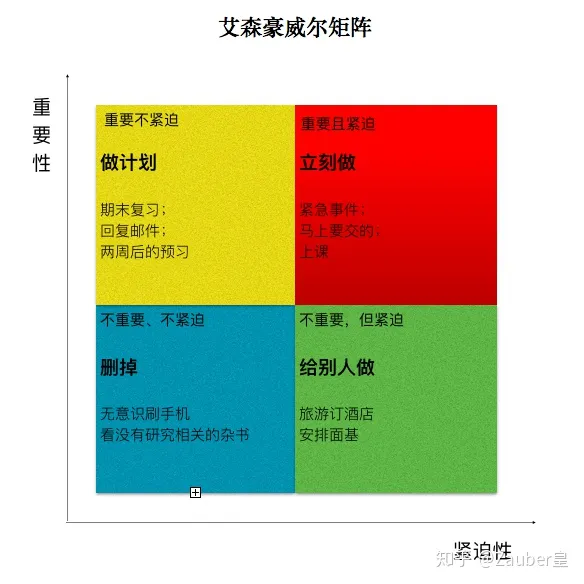 艾森豪威尔矩阵
重要性
重要不紧迫
做计划
期末复习；
回复邮件；
两周后的预习
重要且紧迫
立刻做
紧急事件；
马上要交的；
上课
不重要、不紧迫
删掉
无意识刷手机
看没有研究相关的杂书
不重要，但紧迫
给别人做
旅游订酒店
安排面基
紧迫性
知乎 @Zauber皇